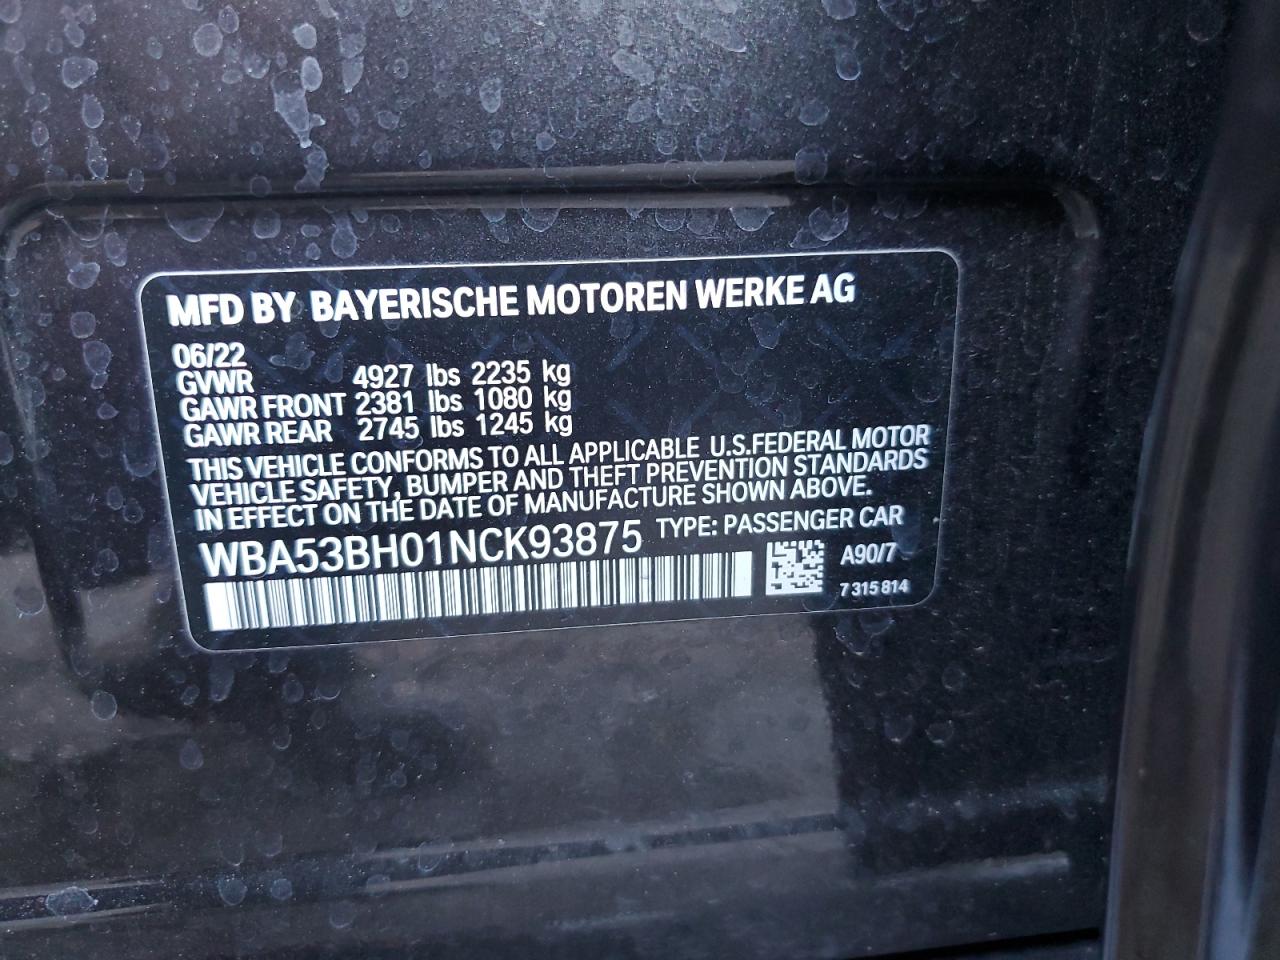 MFD BY BAYERISCHE MOTOREN WERKE AG
06/22
GVWR 4927 lbs 2235 kg
GAWR FRONT 2381 lbs 1080 kg
GAWR REAR 2745 lbs 1245 kg
THIS VEHICLE CONFORMS TO ALL APPLICABLE U.S.FEDERAL MOTOR
VEHICLE SAFETY, BUMPER AND THEFT PREVENTION STANDARDS
IN EFFECT ON THE DATE OF MANUFACTURE SHOWN ABOVE.
WBA53BH01NCK93875 TYPE: PASSENGER CAR
A90/7
7 315 814